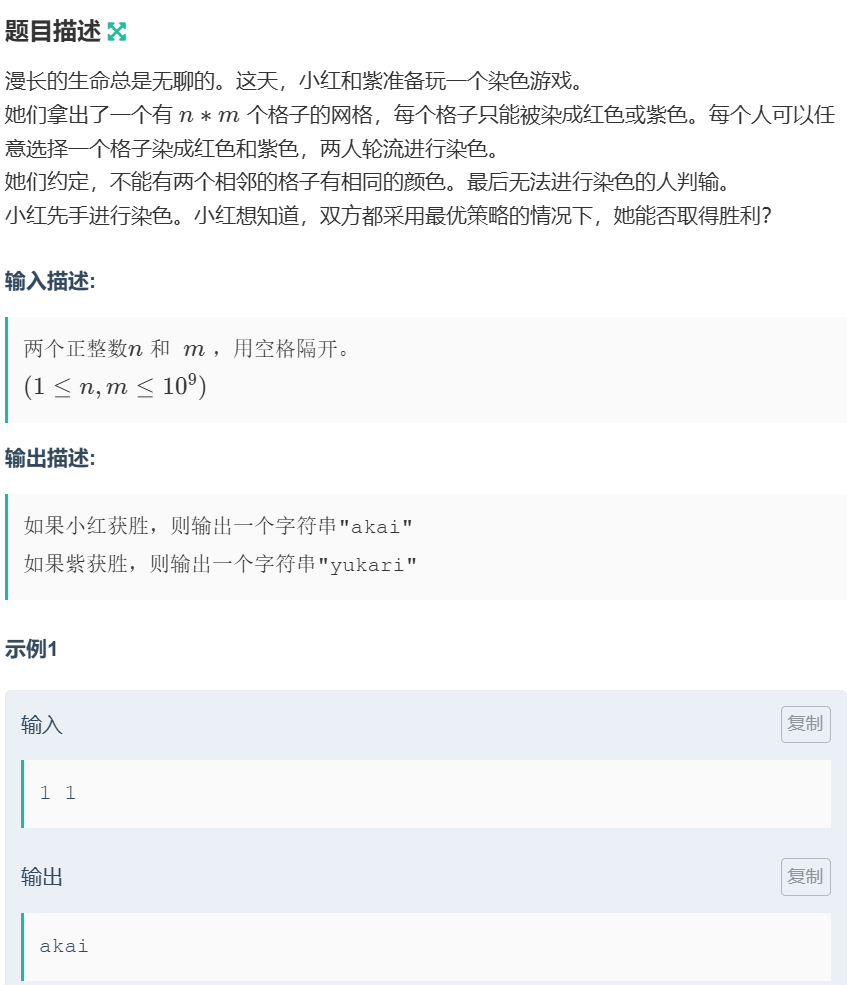 题目描述
漫长的生命总是无聊的。这天，小红和紫准备玩一个染色游戏。
她们拿出了一个有 n * m 个格子的网格，每个格子只能被染成红色或紫色。每个人可以任
意选择一个格子染成红色和紫色，两人轮流进行染色。
她们约定，不能有两个相邻的格子有相同的颜色。最后无法进行染色的人判输。
小红先手进行染色。小红想知道，双方都采用最优策略的情况下，她能否取得胜利？
输入描述:
两个正整数n 和 m ，用空格隔开。
(1 ≤ n, m ≤ 10⁹)
输出描述:
如果小红获胜，则输出一个字符串"akai"
如果紫获胜，则输出一个字符串"yukari"
示例1
输入
复制
1 1
输出
复制
akai